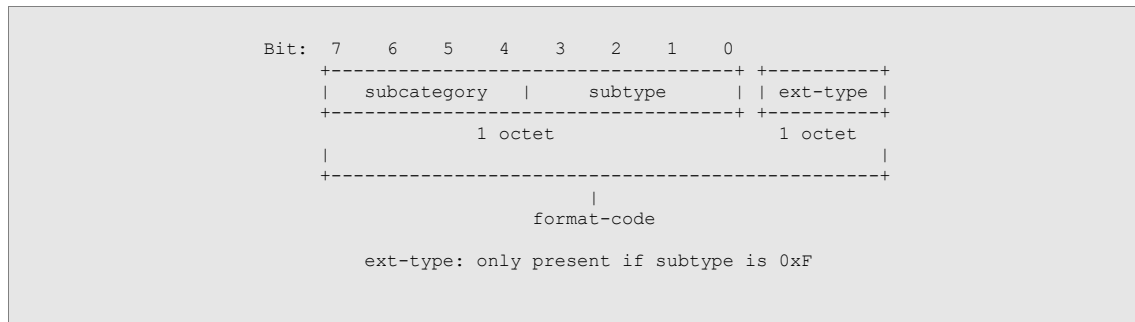 Bit: 7 6 5 4 3 2 1 0
+------------------------------------+ +----------+
| subcategory | subtype | | ext-type |
+------------------------------------+ +----------+
1 octet 1 octet
| |
+-------------------------------------------------+
|
format-code
ext-type: only present if subtype is 0xF